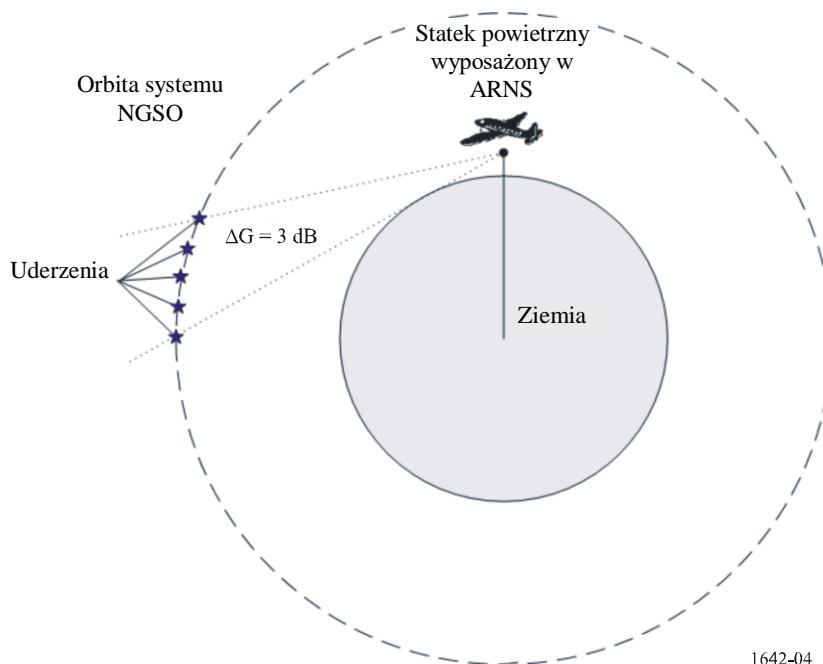 Statek powietrzny
wyposażony w
ARNS
Orbita systemu
NGSO
ΔG = 3 dB
Uderzenia
Ziemia
1642-04